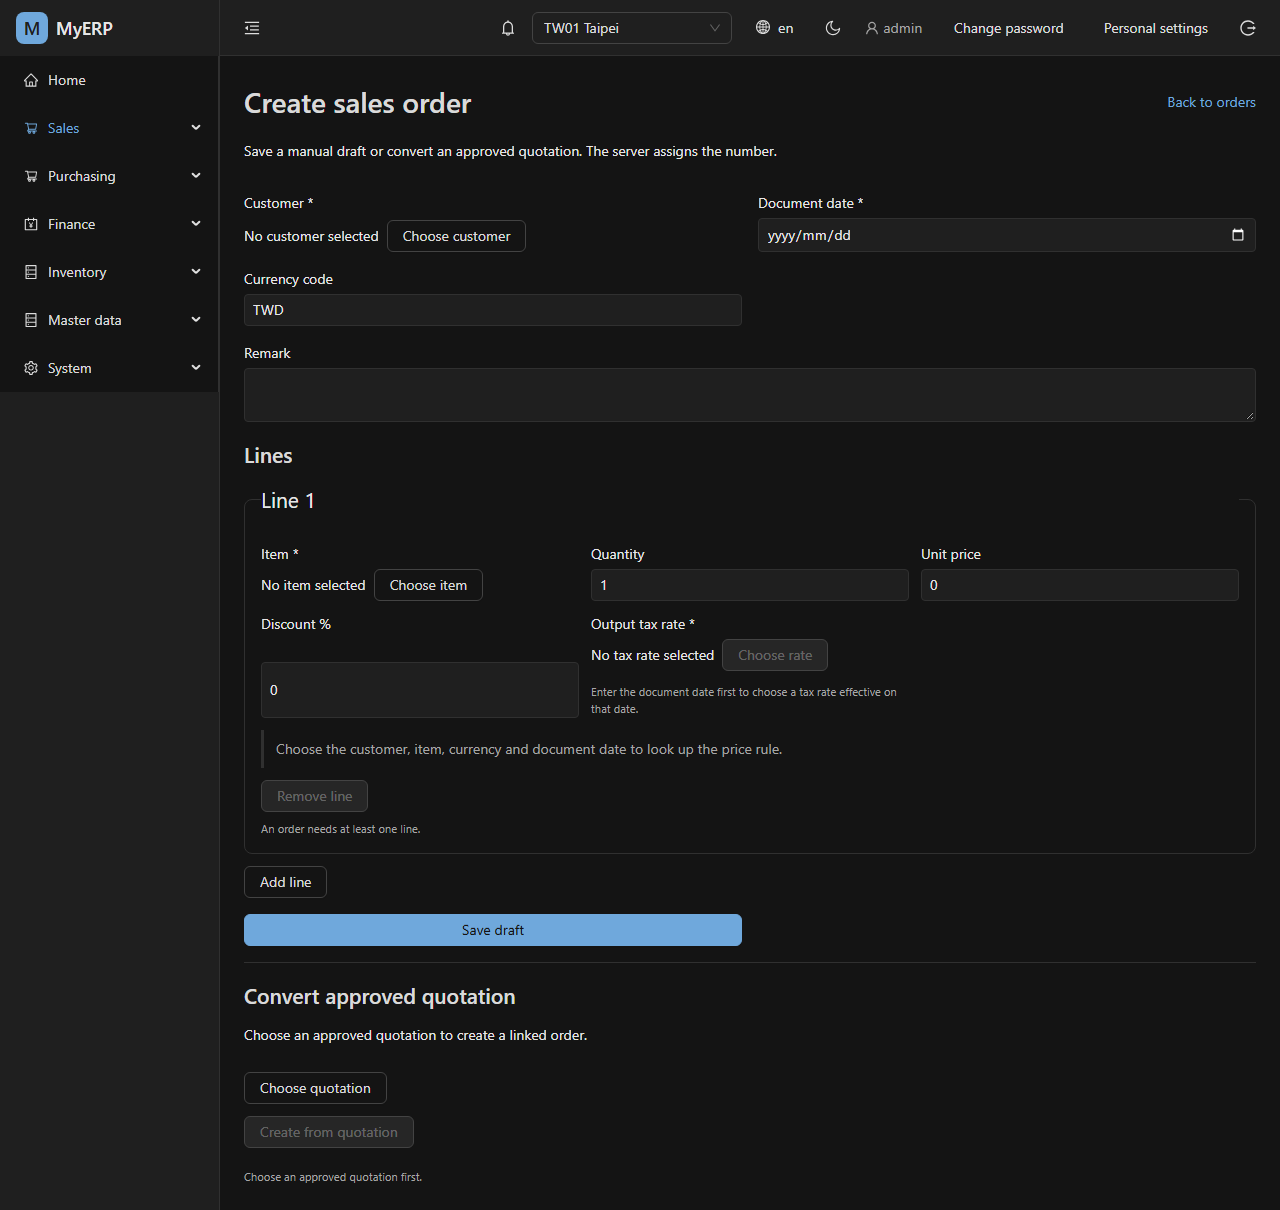 M MyERP
TW01 Taipei
en
admin
Change password
Personal settings
Home
Sales
Purchasing
Finance
Inventory
Master data
System
Create sales order
Back to orders
Save a manual draft or convert an approved quotation. The server assigns the number.
Customer *
No customer selected
Choose customer
Document date *
yyyy/mm/dd
Currency code
TWD
Remark
Lines
Line 1
Item *
No item selected
Choose item
Quantity
1
Unit price
0
Discount %
0
Output tax rate *
No tax rate selected
Choose rate
Enter the document date first to choose a tax rate effective on
that date.
Choose the customer, item, currency and document date to look up the price rule.
Remove line
An order needs at least one line.
Add line
Save draft
Convert approved quotation
Choose an approved quotation to create a linked order.
Choose quotation
Create from quotation
Choose an approved quotation first.